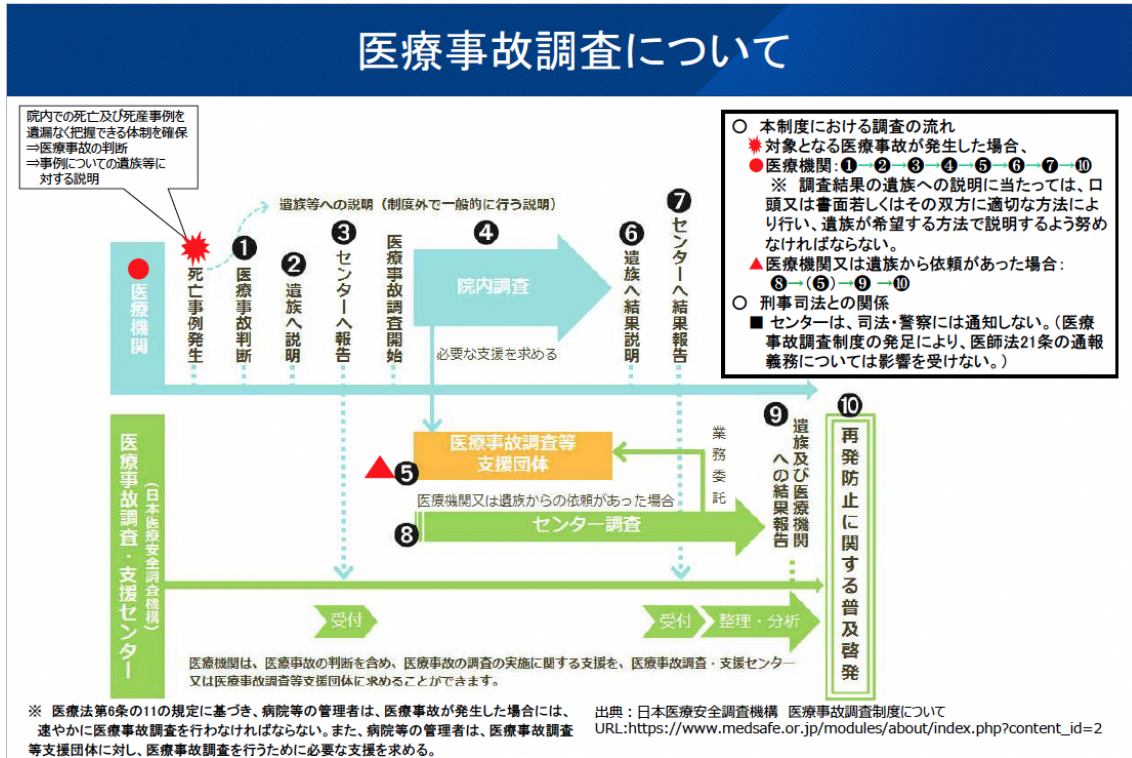 医療事故調査について
院内での死亡及び死産事例を
遺漏なく把握できる体制を確保
⇒医療事故の判断
⇒事例についての遺族等に
対する説明
遺族等への説明（制度外で一般的に行う説明）
医療機関
死亡事例発生
❶
医療事故判断
❷
遺族へ説明
❸
センターへ報告
医療事故調査開始
❹
院内調査
必要な支援を求める
❻
遺族へ結果説明
❼
センターへ結果報告
○ 本制度における調査の流れ
対象となる医療事故が発生した場合、
●医療機関：❶→❷→❸→❹→❺→❻→❼→❿
※ 調査結果の遺族への説明に当たっては、口
頭又は書面若しくはその双方に適切な方法によ
り行い、遺族が希望する方法で説明するよう努め
なければならない。
▲医療機関又は遺族から依頼があった場合：
❽→(❺)→❾ →❿
○ 刑事司法との関係
■ センターは、司法・警察には通知しない。（医療
事故調査制度の発足により、医師法21条の通報
義務については影響を受けない。）
医療事故調査・支援センター
（日本医療安全調査機構）
❺
医療事故調査等
支援団体
業務委託
医療機関又は遺族からの依頼があった場合
❽
センター調査
❾
遺族及び医療機関
への結果報告
❿
再発防止に関する普及啓発
受付
受付
整理・分析
医療機関は、医療事故の判断を含め、医療事故の調査の実施に関する支援を、医療事故調査・支援センター
又は医療事故調査等支援団体に求めることができます。
※ 医療法第6条の11の規定に基づき、病院等の管理者は、医療事故が発生した場合には、
速やかに医療事故調査を行わなければならない。また、病院等の管理者は、医療事故調査
等支援団体に対し、医療事故調査を行うために必要な支援を求める。
出典：日本医療安全調査機構 医療事故調査制度について
URL:https://www.medsafe.or.jp/modules/about/index.php?content_id=2